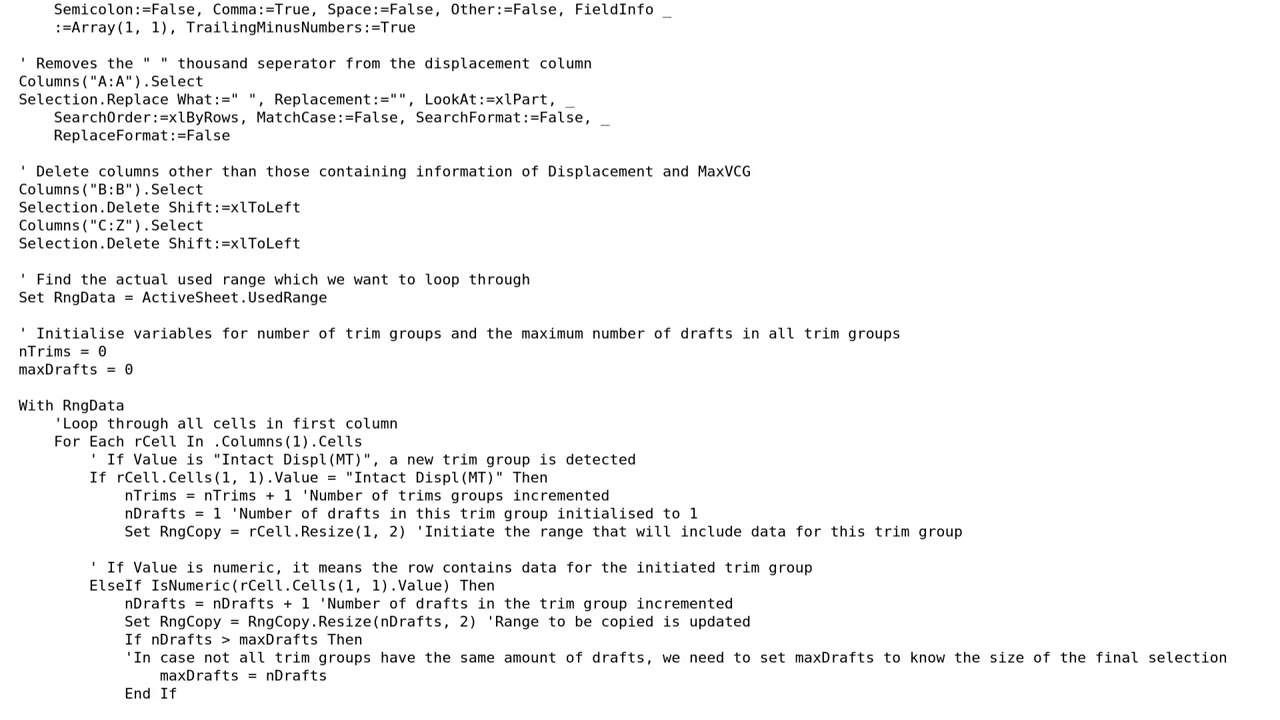 Semicolon:=False, Comma:=True, Space:=False, Other:=False, FieldInfo _
:=Array(1, 1), TrailingMinusNumbers:=True
' Removes the " " thousand seperator from the displacement column
Columns("A:A").Select
Selection.Replace What:=" ", Replacement:="", LookAt:=xlPart, _
SearchOrder:=xlByRows, MatchCase:=False, SearchFormat:=False, _
ReplaceFormat:=False
' Delete columns other than those containing information of Displacement and MaxVCG
Columns("B:B").Select
Selection.Delete Shift:=xlToLeft
Columns("C:Z").Select
Selection.Delete Shift:=xlToLeft
' Find the actual used range which we want to loop through
Set RngData = ActiveSheet.UsedRange
' Initialise variables for number of trim groups and the maximum number of drafts in all trim groups
nTrims = 0
maxDrafts = 0
With RngData
'Loop through all cells in first column
For Each rCell In .Columns(1).Cells
' If Value is "Intact Displ(MT)", a new trim group is detected
If rCell.Cells(1, 1).Value = "Intact Displ(MT)" Then
nTrims = nTrims + 1 'Number of trims groups incremented
nDrafts = 1 'Number of drafts in this trim group initialised to 1
Set RngCopy = rCell.Resize(1, 2) 'Initiate the range that will include data for this trim group
' If Value is numeric, it means the row contains data for the initiated trim group
ElseIf IsNumeric(rCell.Cells(1, 1).Value) Then
nDrafts = nDrafts + 1 'Number of drafts in the trim group incremented
Set RngCopy = RngCopy.Resize(nDrafts, 2) 'Range to be copied is updated
If nDrafts > maxDrafts Then
'In case not all trim groups have the same amount of drafts, we need to set maxDrafts to know the size of the final selection
maxDrafts = nDrafts
End If